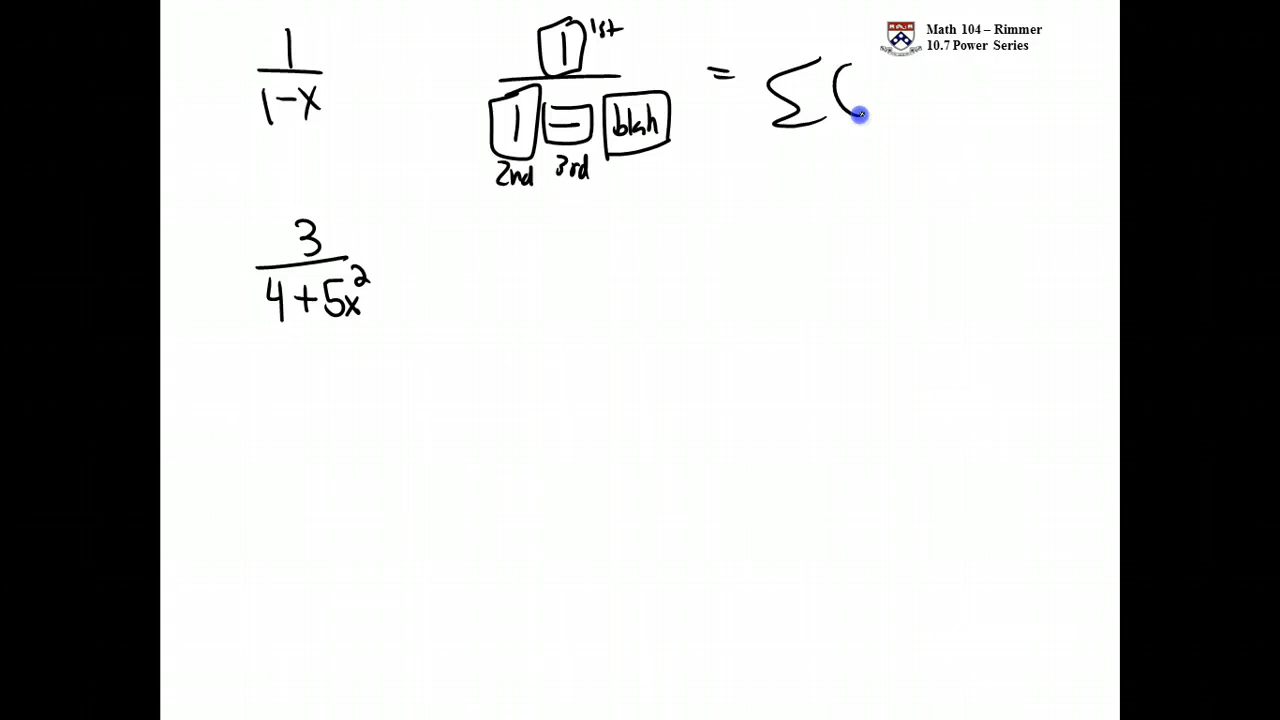 Math 104 – Rimmer
10.7 Power Series
1/(1-x)
1 1st / 1 2nd − 3rd blah = Σ (
3/(4+5x²)